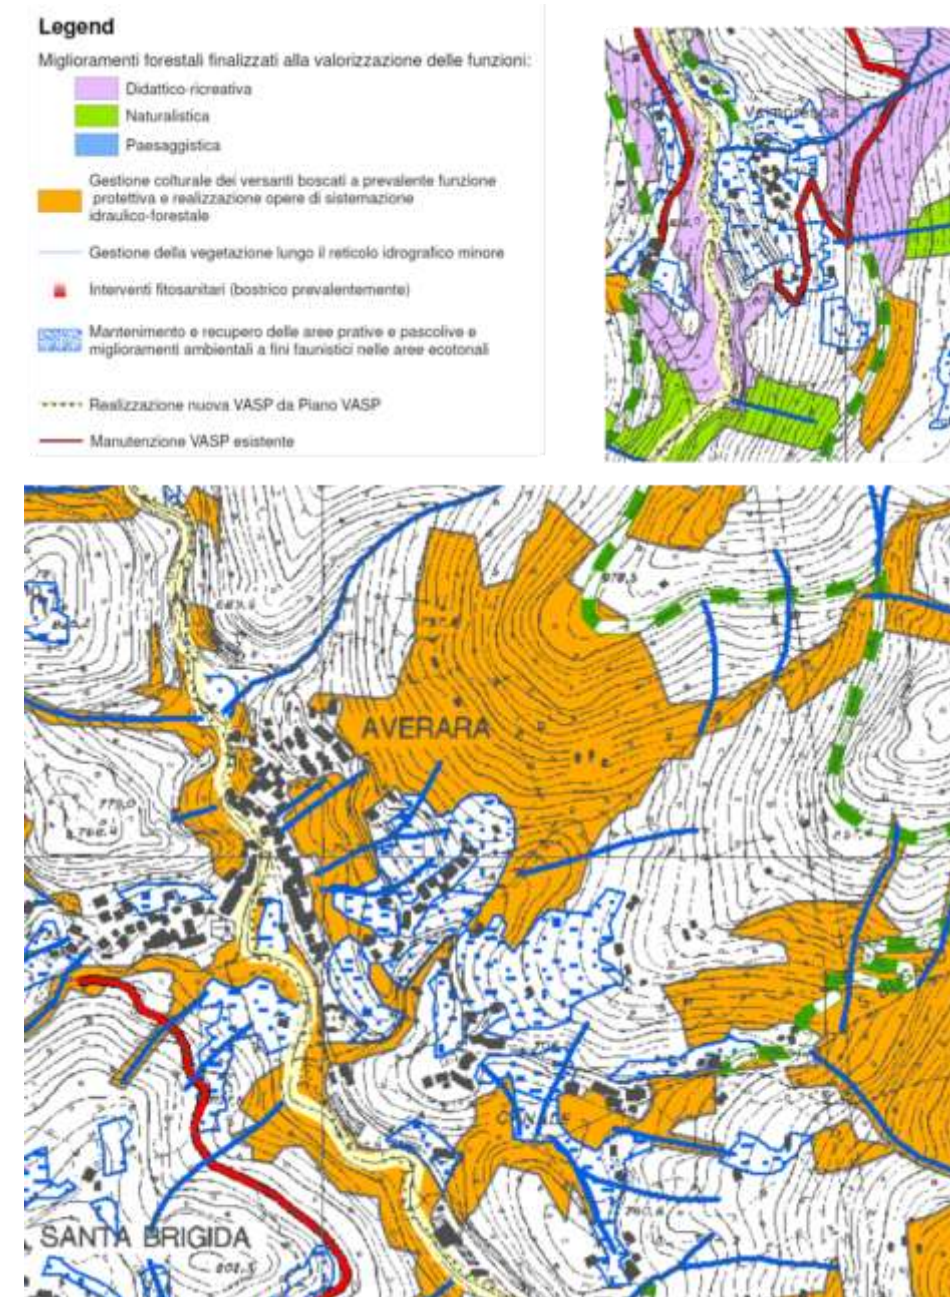 Legend
Miglioramenti forestali finalizzati alla valorizzazione delle funzioni:
Didattico-ricreativa
Naturalistica
Paesaggistica
Gestione colturale dei versanti boscati a prevalente funzione
protettiva e realizzazione opere di sistemazione
idraulico-forestale
Gestione della vegetazione lungo il reticolo idrografico minore
Interventi fitosanitari (bostrico prevalentemente)
Mantenimento e recupero delle aree prative e pascolive e
miglioramenti ambientali a fini faunistici nelle aree ecotonali
Realizzazione nuova VASP da Piano VASP
Manutenzione VASP esistente
AVERARA
SANTA BRIGIDA